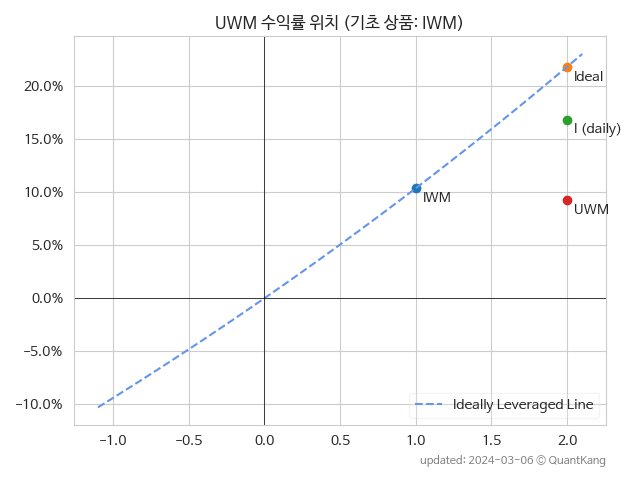 UWM 수익률 위치 (기초 상품: IWM)
20.0%
15.0%
10.0%
5.0%
0.0%
−5.0%
−10.0%
Ideal
I (daily)
IWM
UWM
Ideally Leveraged Line
−1.0 −0.5 0.0 0.5 1.0 1.5 2.0
updated: 2024-03-06 © QuantKang